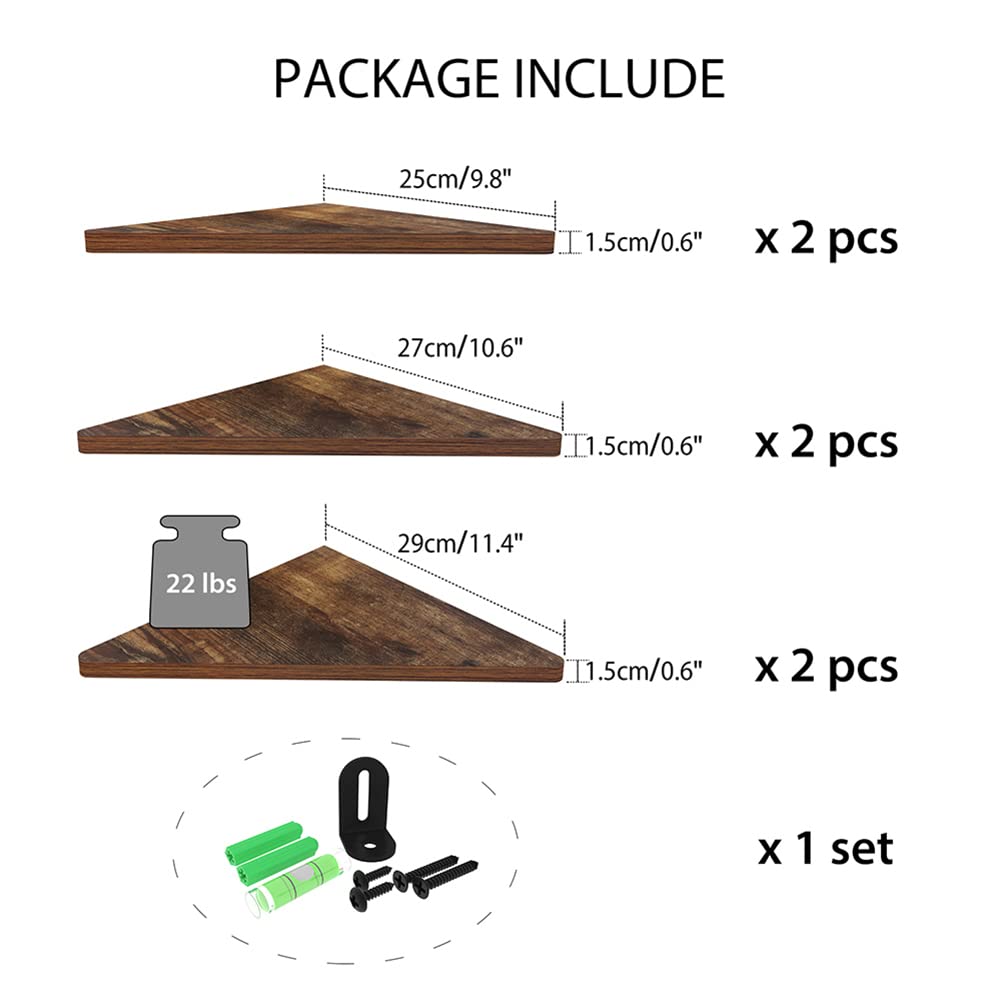 PACKAGE INCLUDE
25cm/9.8"
1.5cm/0.6"
x 2 pcs
27cm/10.6"
1.5cm/0.6"
x 2 pcs
29cm/11.4"
22 lbs
1.5cm/0.6"
x 2 pcs
x 1 set